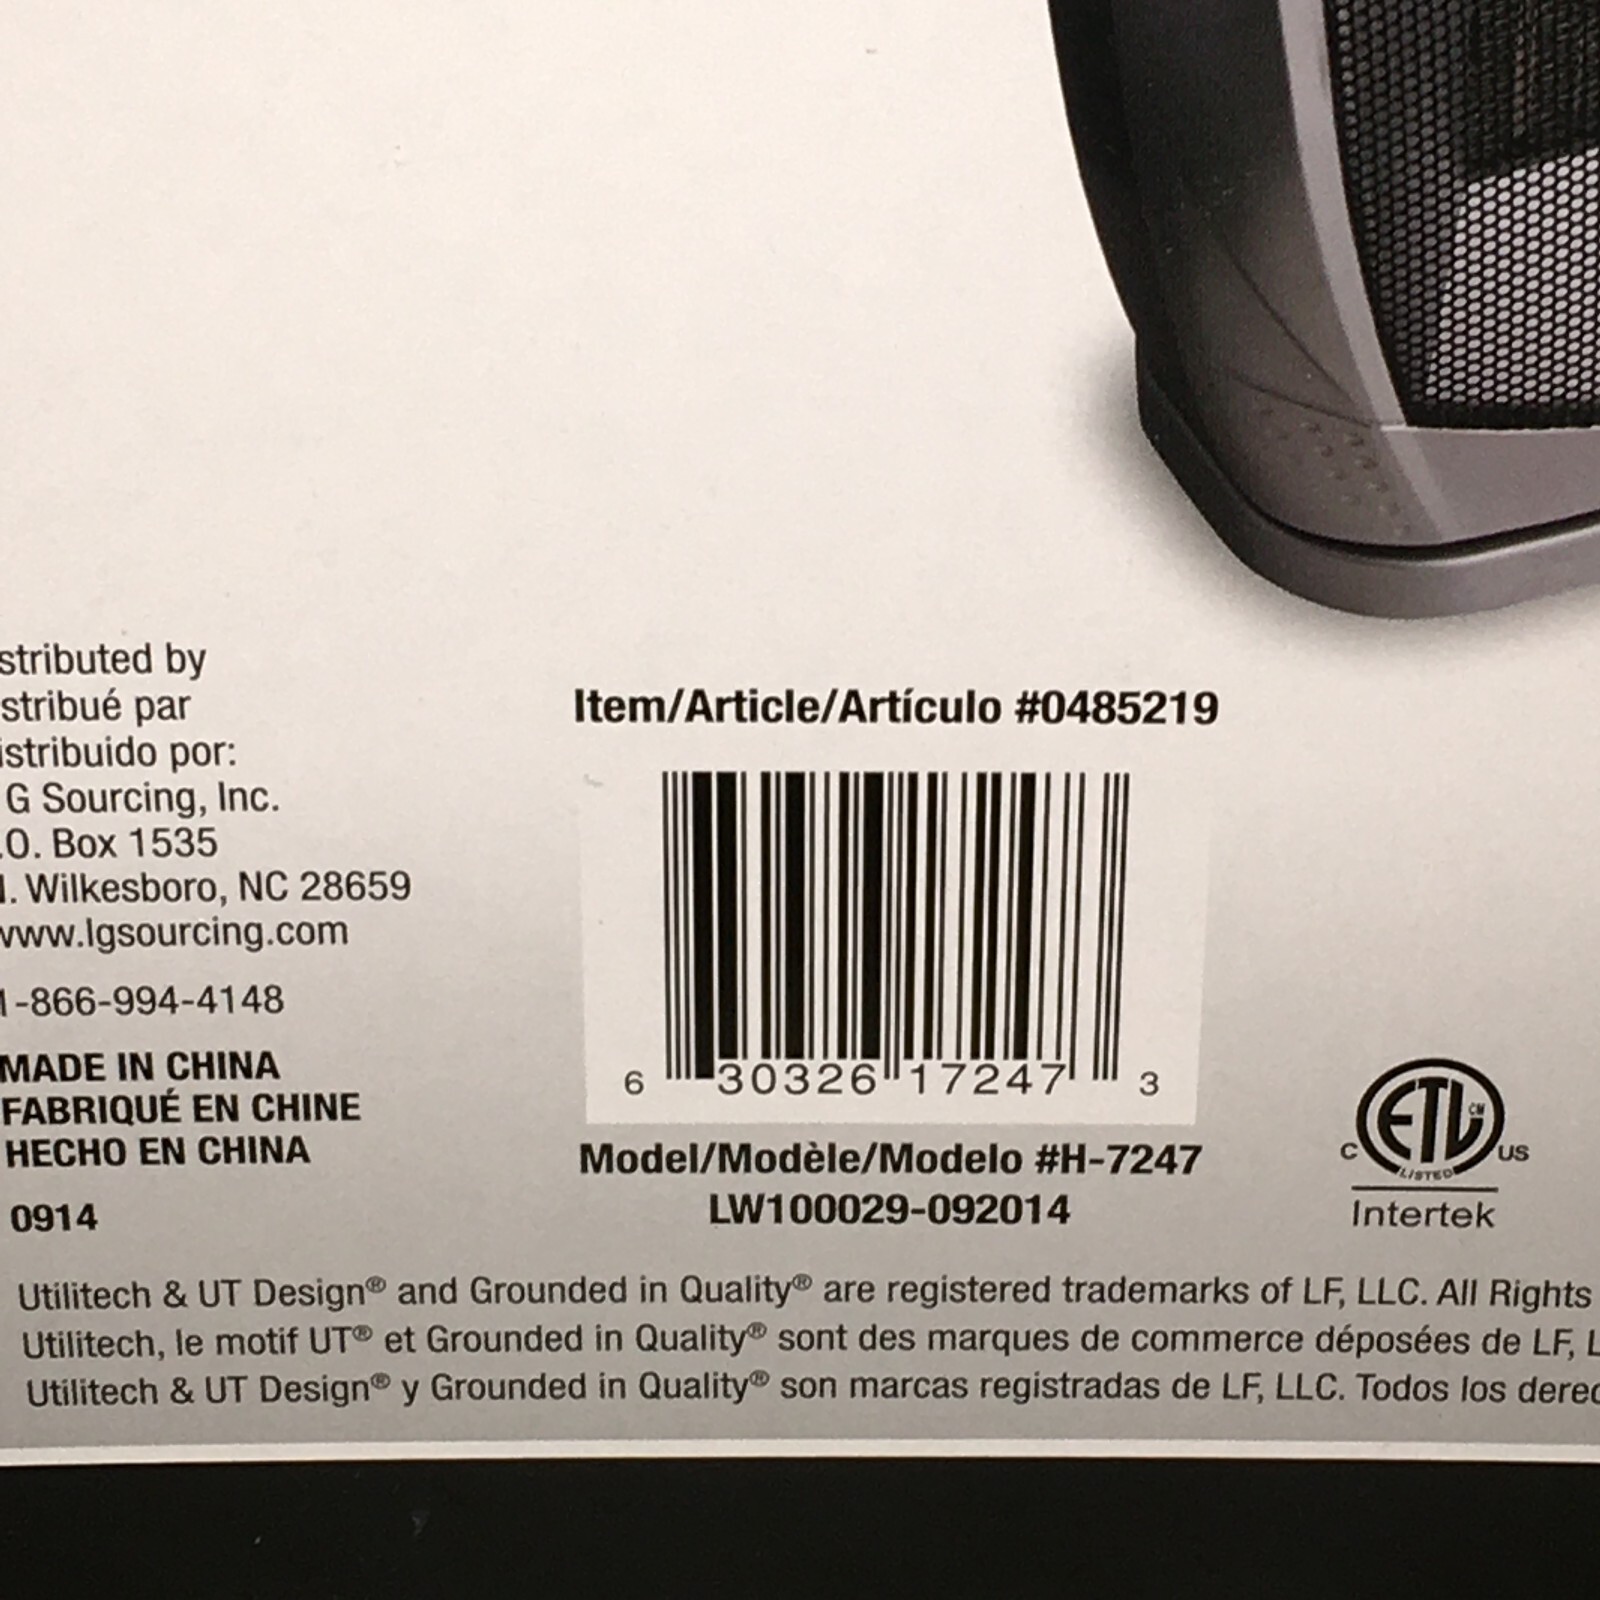 stributed by
stribué par
istribuido por:
G Sourcing, Inc.
.O. Box 1535
. Wilkesboro, NC 28659
www.lgsourcing.com
1-866-994-4148
MADE IN CHINA
FABRIQUÉ EN CHINE
HECHO EN CHINA
0914
Item/Article/Artículo #0485219
6 30326 17247 3
Model/Modèle/Modelo #H-7247
LW100029-092014
C ETL CM US
LISTED
Intertek
Utilitech & UT Design® and Grounded in Quality® are registered trademarks of LF, LLC. All Rights
Utilitech, le motif UT® et Grounded in Quality® sont des marques de commerce déposées de LF, L
Utilitech & UT Design® y Grounded in Quality® son marcas registradas de LF, LLC. Todos los derec